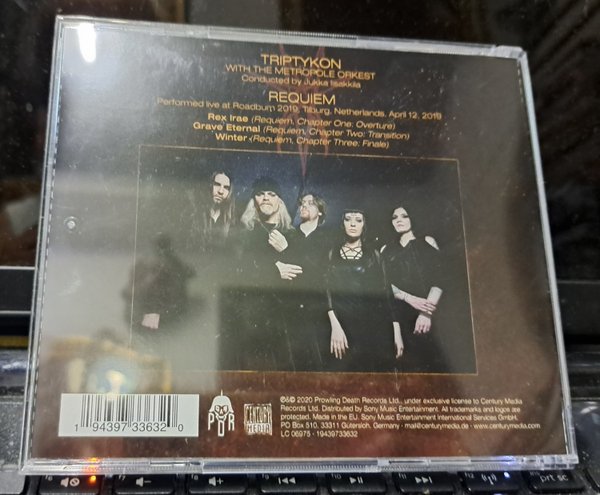 TRIPTYKON
WITH THE METROPOLE ORKEST
Conducted by Jukka Iisakkila
REQUIEM
Performed live at Roadburn 2019, Tilburg, Netherlands, April 12, 2019
Rex Irae (Requiem, Chapter One: Overture)
Grave Eternal (Requiem, Chapter Two: Transition)
Winter (Requiem, Chapter Three: Finale)
1 94397 33632 0
PDR
CENTURY
MEDIA
℗&© 2020 Prowling Death Records Ltd., under exclusive license to Century Media
Records Ltd. Distributed by Sony Music Entertainment. All trademarks and logos are
protected. Made in the EU. Sony Music Entertainment International Services GmbH.
PO Box 510, 33311 Gutersloh, Germany - mail@centurymedia.de - www.centurymedia.com
LC 06975 · 19439733632
prt sc